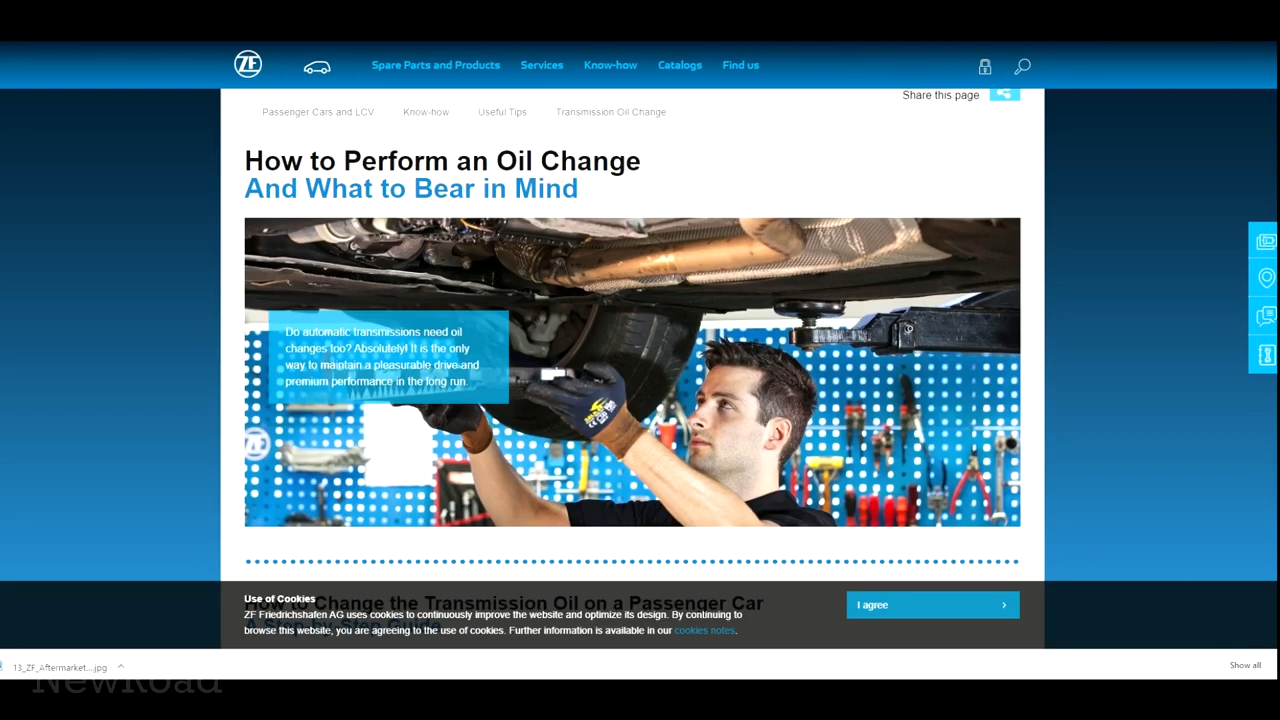 ZF
Spare Parts and Products
Services
Know-how
Catalogs
Find us
Share this page
Passenger Cars and LCV
Know-how
Useful Tips
Transmission Oil Change
How to Perform an Oil Change
And What to Bear in Mind
Do automatic transmissions need oil
changes too? Absolutely! It is the only
way to maintain a pleasurable drive and
premium performance in the long run.
ZF
How to Change the Transmission Oil on a Passenger Car
A Step-by-Step Guide
Use of Cookies
ZF Friedrichshafen AG uses cookies to continuously improve the website and optimize its design. By continuing to
browse this website, you are agreeing to the use of cookies. Further information is available in our cookies notes.
I agree
13_ZF_Aftermarket....jpg
Show all
NewRoad